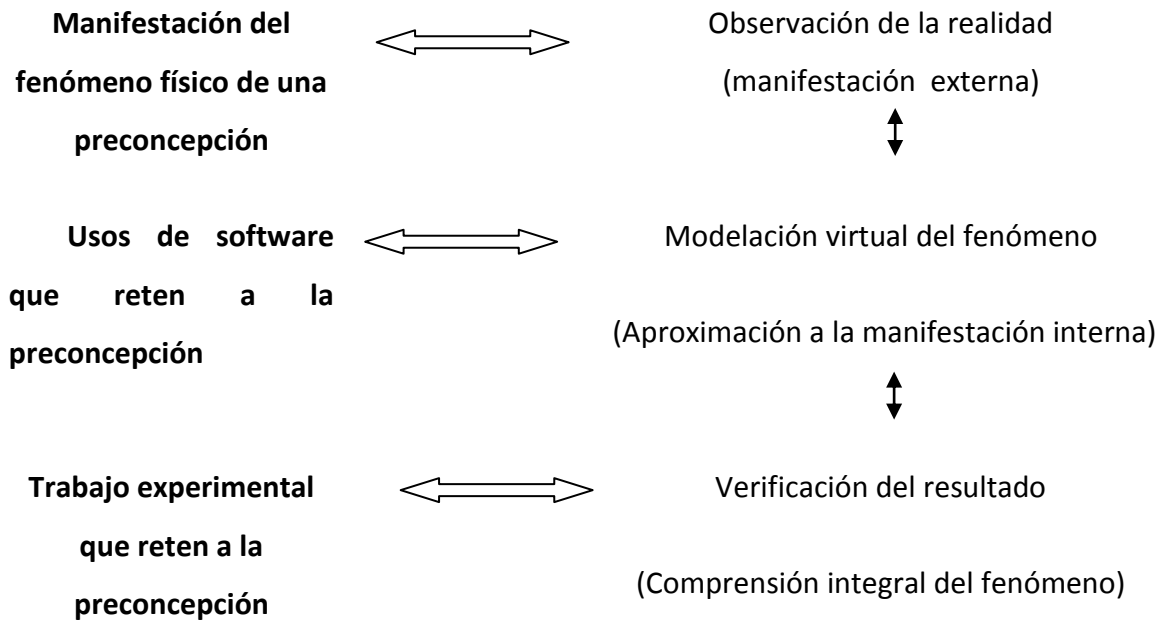 Manifestación del
fenómeno físico de una
preconcepción
Observación de la realidad
(manifestación externa)
Usos de software
que reten a la
preconcepción
Modelación virtual del fenómeno
(Aproximación a la manifestación interna)
Trabajo experimental
que reten a la
preconcepción
Verificación del resultado
(Comprensión integral del fenómeno)